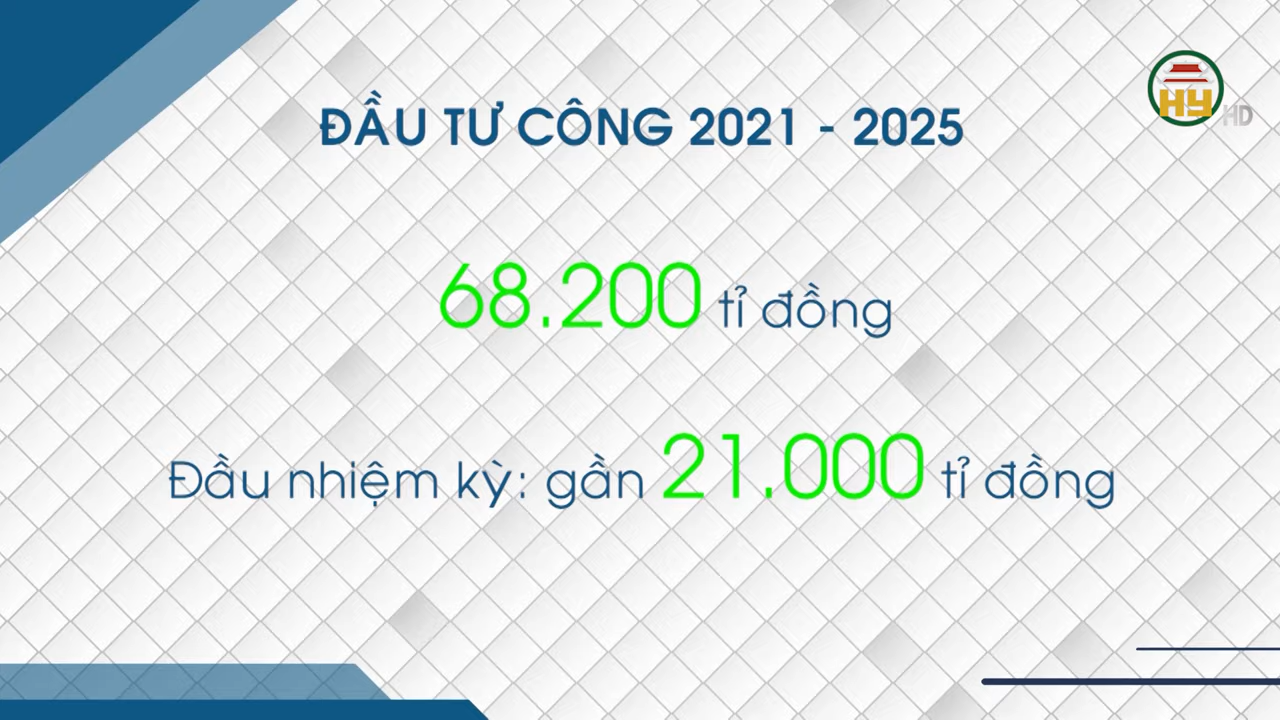 HY HD
ĐẦU TƯ CÔNG 2021 - 2025
68.200 tỉ đồng
Đầu nhiệm kỳ: gần 21.000 tỉ đồng